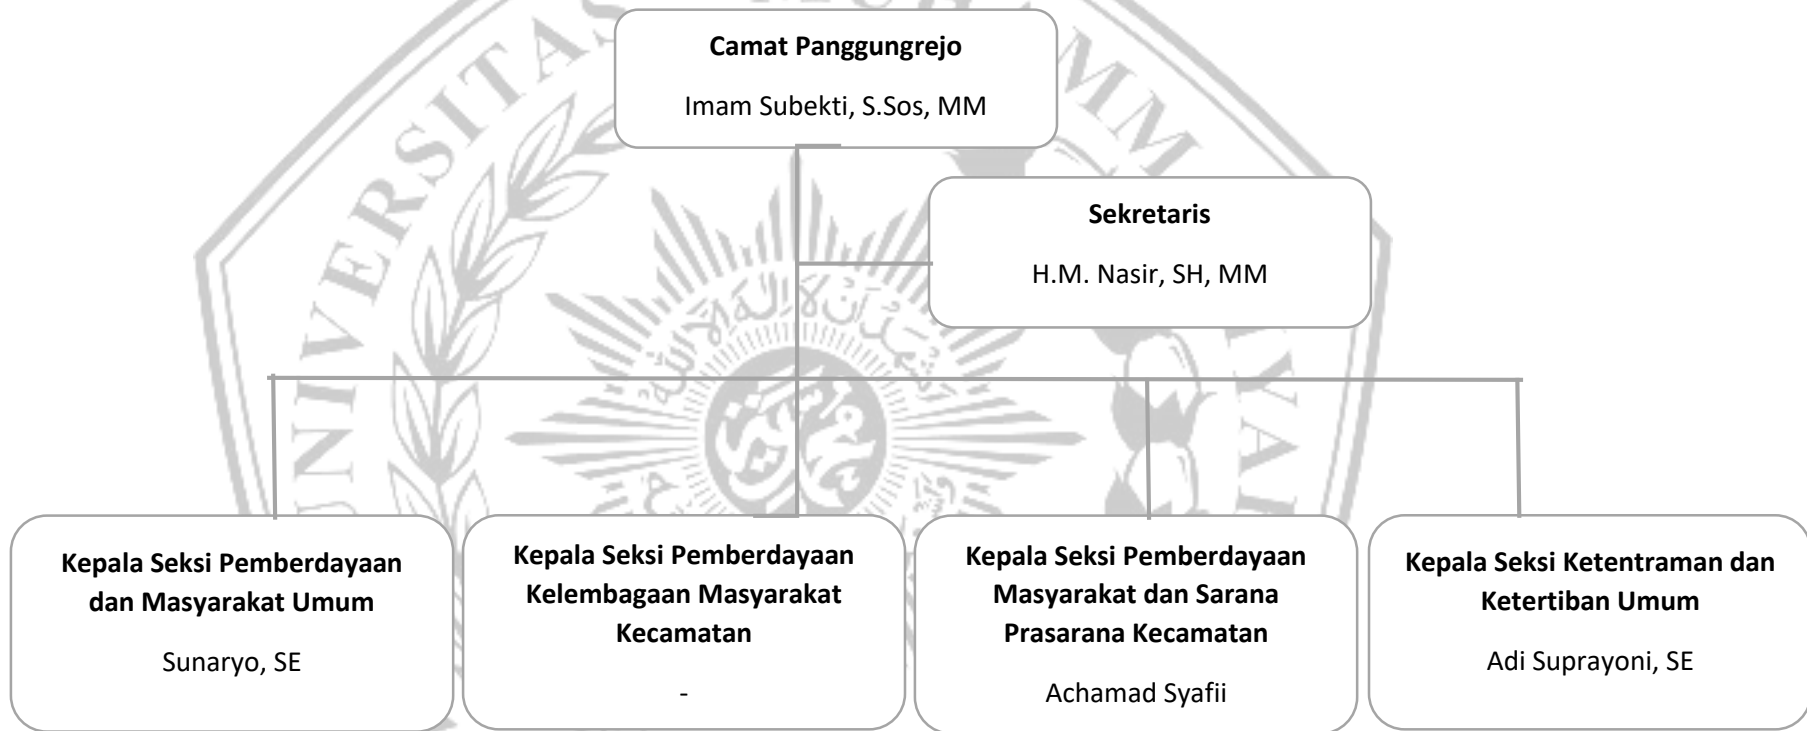 Camat Panggungrejo
Imam Subekti, S.Sos, MM
Sekretaris
H.M. Nasir, SH, MM
Kepala Seksi Pemberdayaan
dan Masyarakat Umum
Sunaryo, SE
Kepala Seksi Pemberdayaan
Kelembagaan Masyarakat
Kecamatan
-
Kepala Seksi Pemberdayaan
Masyarakat dan Sarana
Prasarana Kecamatan
Achamad Syafii
Kepala Seksi Ketentraman dan
Ketertiban Umum
Adi Suprayoni, SE
UNIVERSITAS